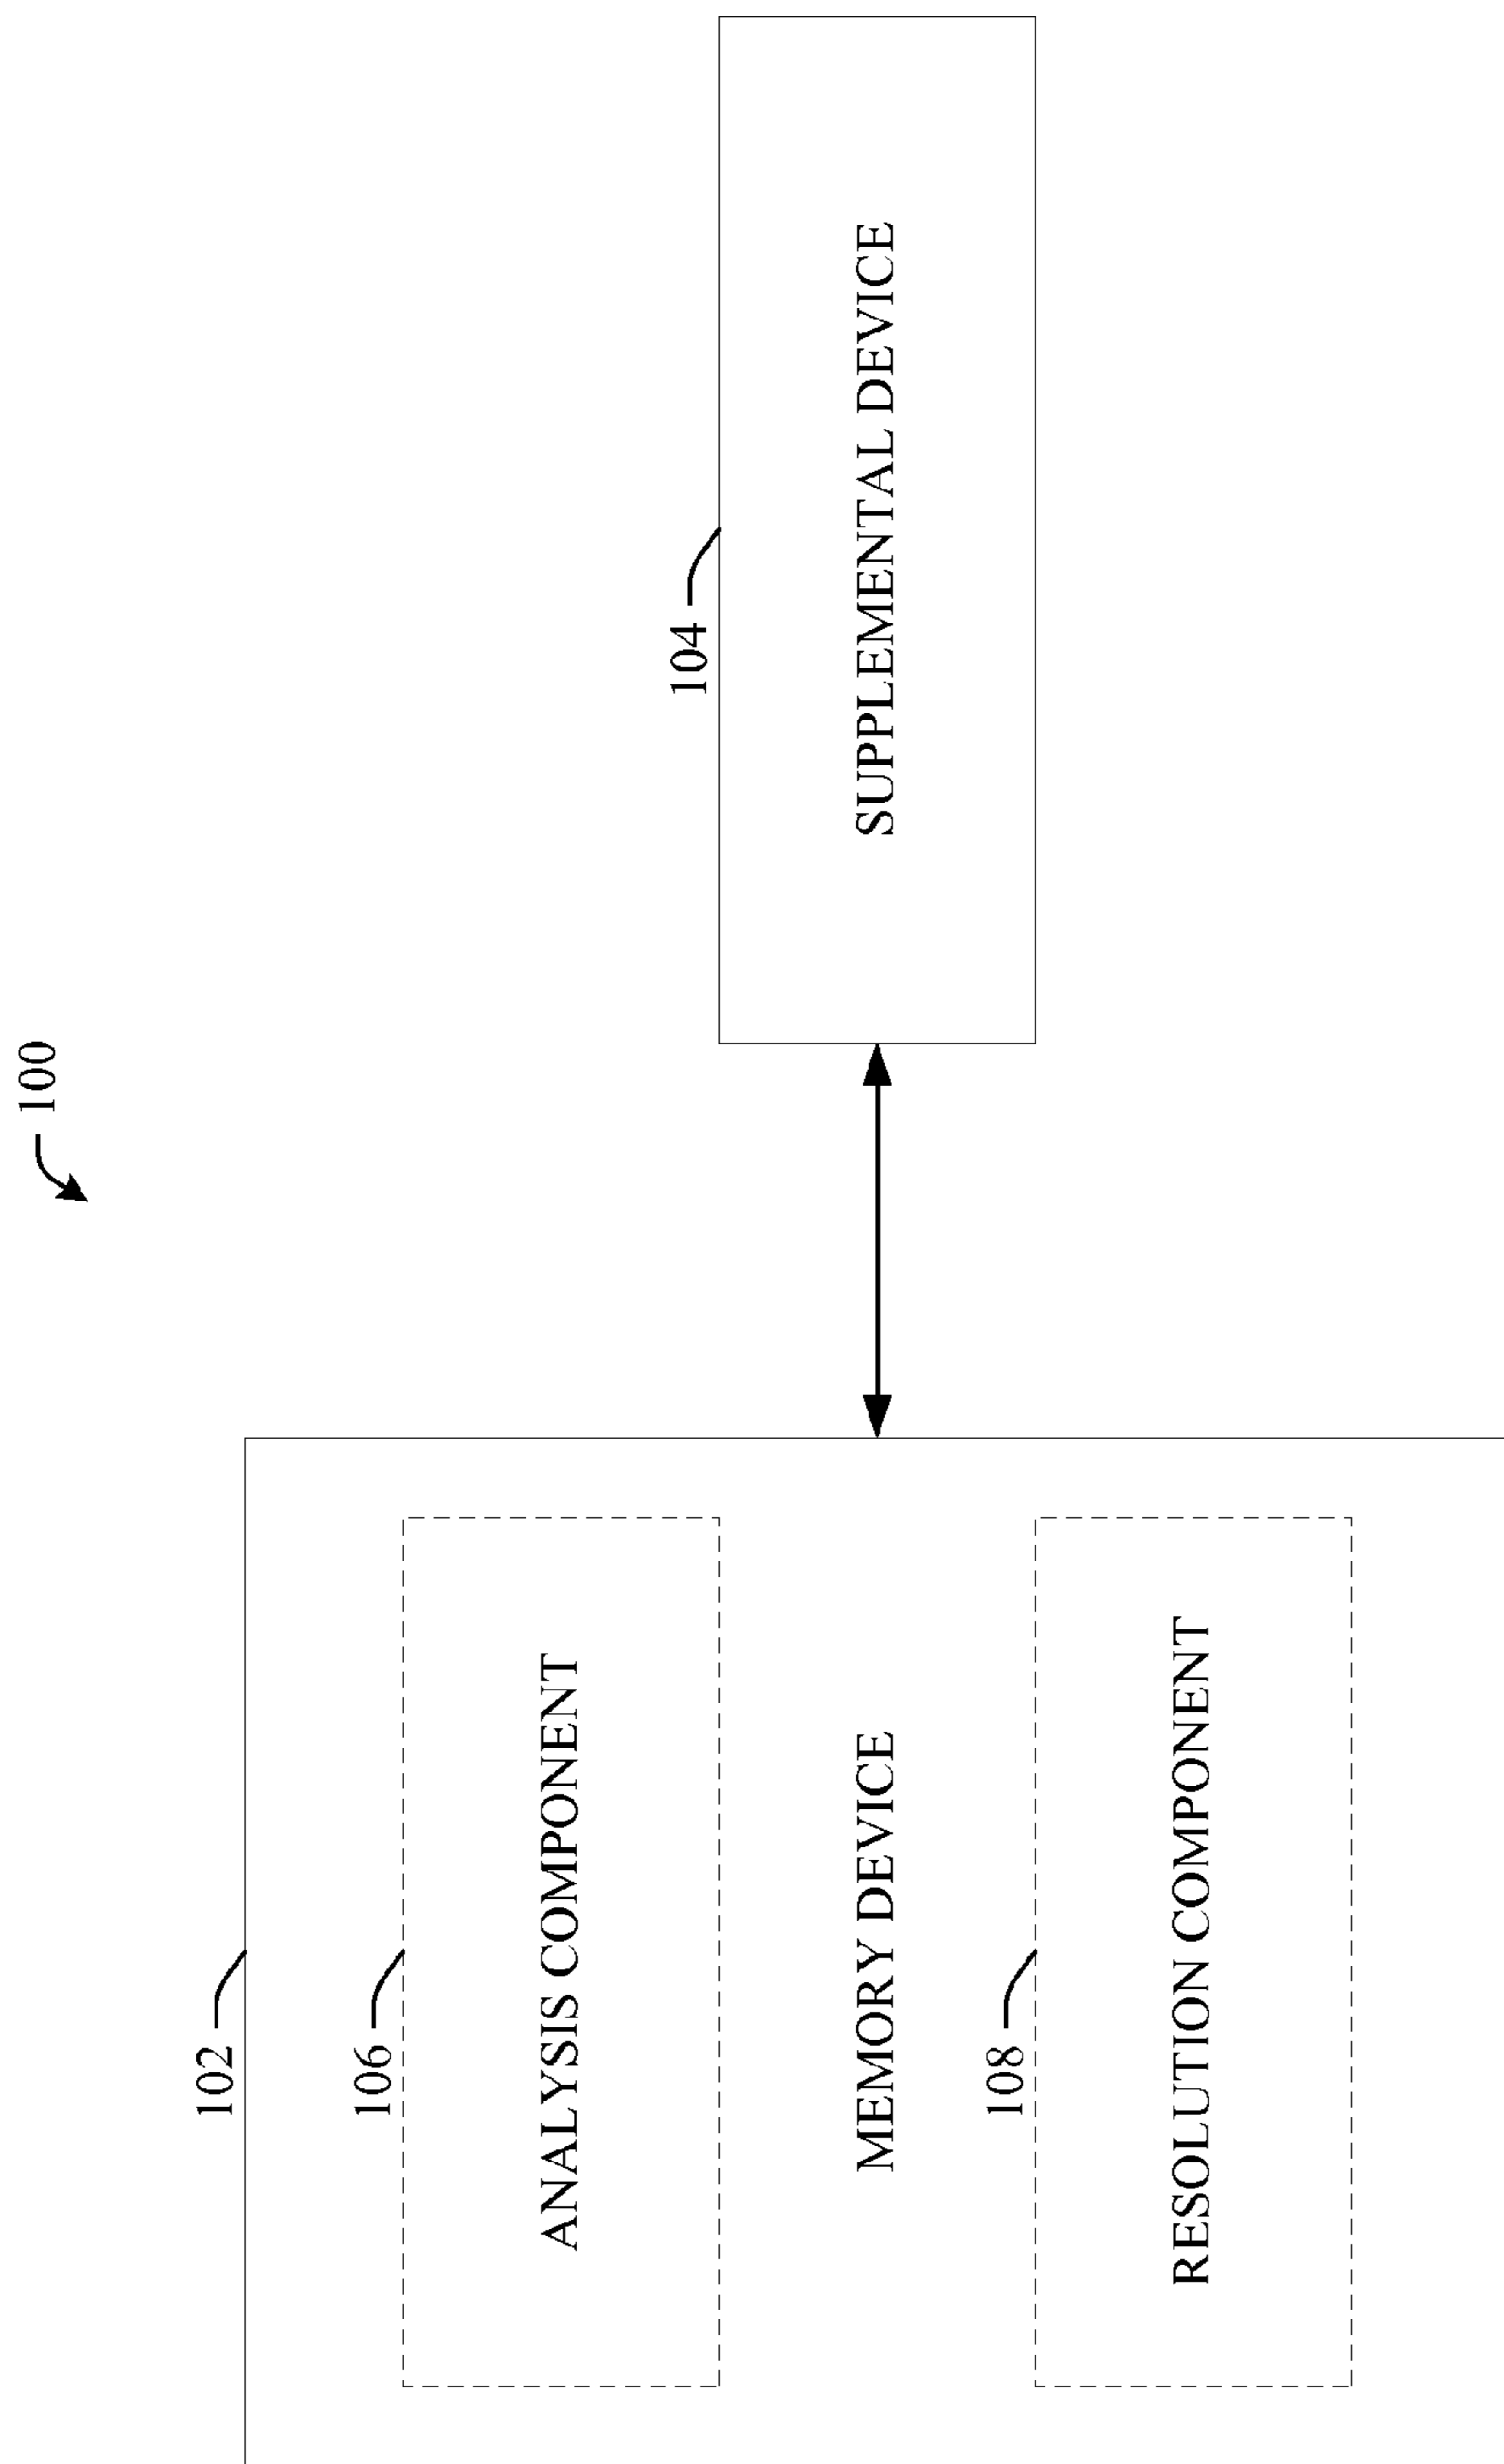 100
102
106
ANALYSIS COMPONENT
104
MEMORY DEVICE
SUPPLEMENTAL DEVICE
108
RESOLUTION COMPONENT